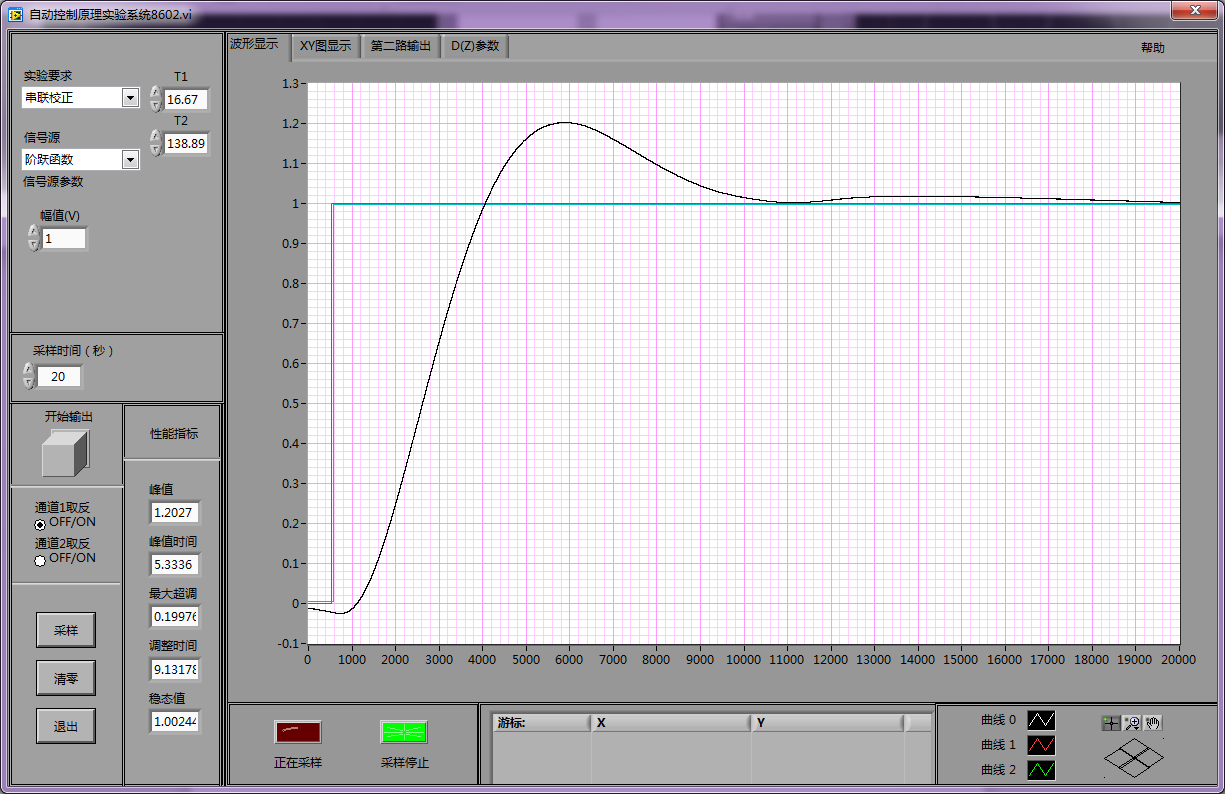 自动控制原理实验系统8602.vi
波形显示
XY图显示
第二路输出
D(Z)参数
帮助
实验要求
串联校正
T1
16.67
T2
138.89
信号源
阶跃函数
信号源参数
幅值(V)
1
采样时间（秒）
20
开始输出
通道1取反
OFF/ON
通道2取反
OFF/ON
采样
清零
退出
性能指标
峰值
1.2027
峰值时间
5.3336
最大超调
0.19976
调整时间
9.13178
稳态值
1.00244
1.3
1.2
1.1
1
0.9
0.8
0.7
0.6
0.5
0.4
0.3
0.2
0.1
0
-0.1
0 1000 2000 3000 4000 5000 6000 7000 8000 9000 10000 11000 12000 13000 14000 15000 16000 17000 18000 19000 20000
正在采样
采样停止
游标: X Y
曲线 0
曲线 1
曲线 2